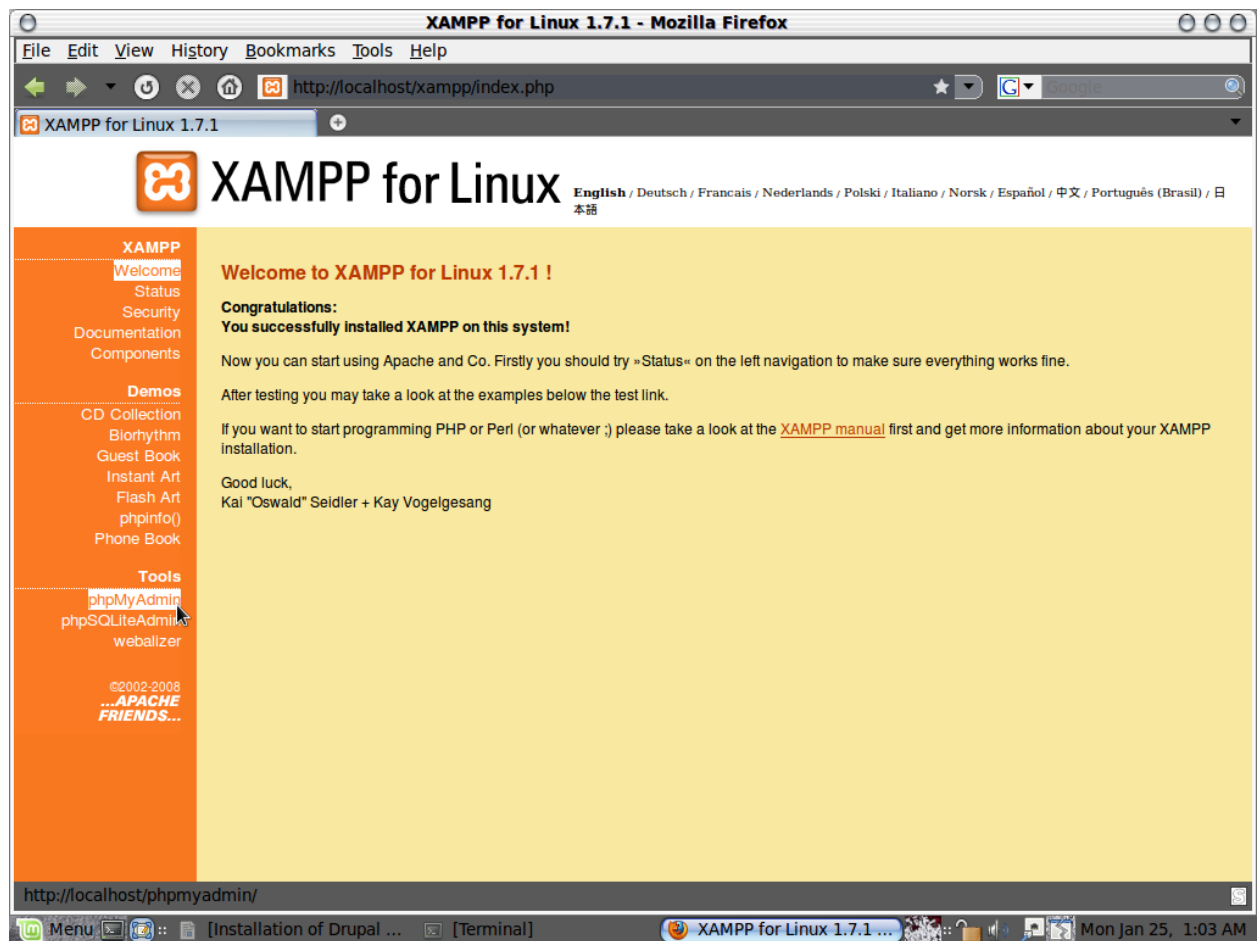 XAMPP for Linux 1.7.1 - Mozilla Firefox
File Edit View History Bookmarks Tools Help
http://localhost/xampp/index.php
Google
XAMPP for Linux 1.7.1
XAMPP for Linux
English / Deutsch / Francais / Nederlands / Polski / Italiano / Norsk / Español / 中文 / Português (Brasil) / 日
本語
XAMPP
Welcome
Status
Security
Documentation
Components
Demos
CD Collection
Biorhythm
Guest Book
Instant Art
Flash Art
phpinfo()
Phone Book
Tools
phpMyAdmin
phpSQLiteAdmin
webalizer
©2002-2008
...APACHE
FRIENDS...
Welcome to XAMPP for Linux 1.7.1 !
Congratulations:
You successfully installed XAMPP on this system!
Now you can start using Apache and Co. Firstly you should try »Status« on the left navigation to make sure everything works fine.
After testing you may take a look at the examples below the test link.
If you want to start programming PHP or Perl (or whatever ;) please take a look at the XAMPP manual first and get more information about your XAMPP
installation.
Good luck,
Kai "Oswald" Seidler + Kay Vogelgesang
http://localhost/phpmyadmin/
Menu [Installation of Drupal ... [Terminal] XAMPP for Linux 1.7.1 ... Mon Jan 25, 1:03 AM